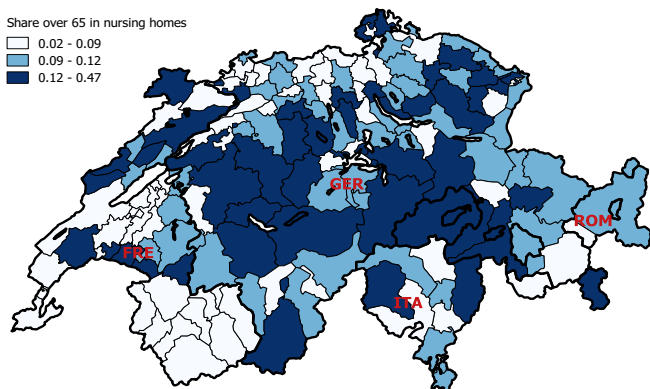 Share over 65 in nursing homes
0.02 - 0.09
0.09 - 0.12
0.12 - 0.47
GER
ROM
FRE
ITA